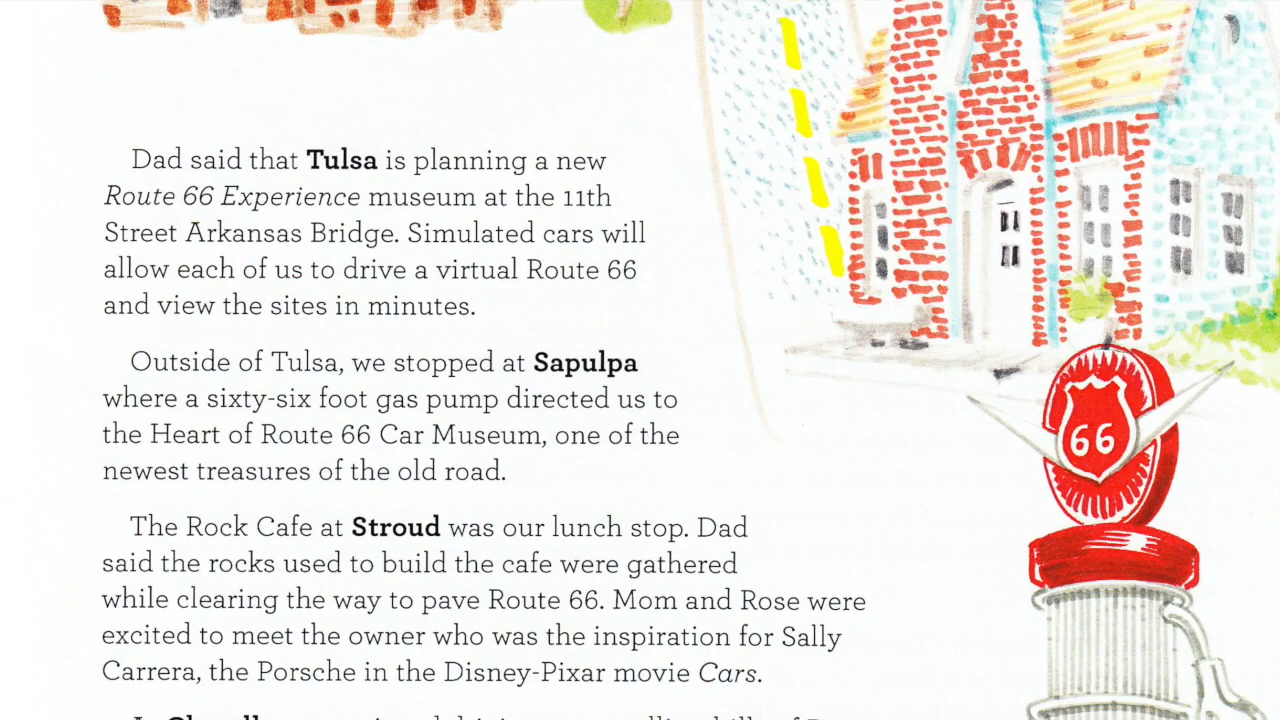 Dad said that Tulsa is planning a new
Route 66 Experience museum at the 11th
Street Arkansas Bridge. Simulated cars will
allow each of us to drive a virtual Route 66
and view the sites in minutes.
Outside of Tulsa, we stopped at Sapulpa
where a sixty-six foot gas pump directed us to
the Heart of Route 66 Car Museum, one of the
newest treasures of the old road.
The Rock Cafe at Stroud was our lunch stop. Dad
said the rocks used to build the cafe were gathered
while clearing the way to pave Route 66. Mom and Rose were
excited to meet the owner who was the inspiration for Sally
Carrera, the Porsche in the Disney-Pixar movie Cars.
66